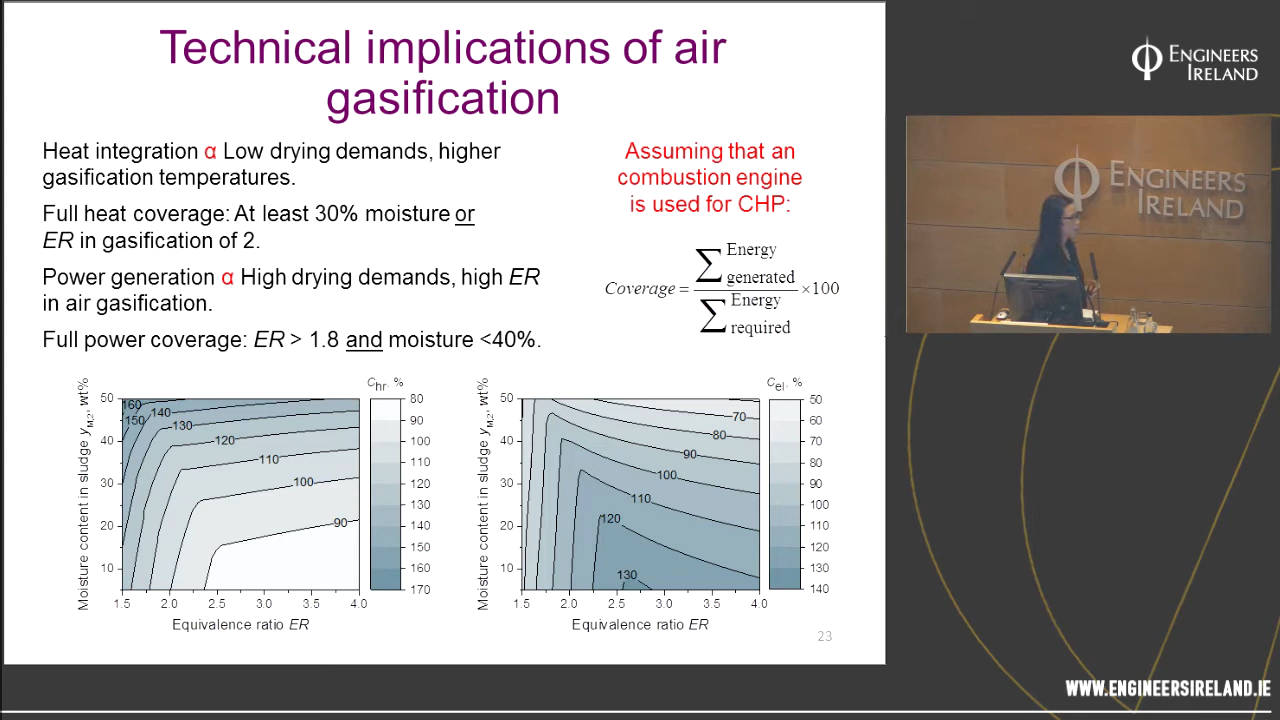 Technical implications of air
gasification
Heat integration α Low drying demands, higher
gasification temperatures.
Full heat coverage: At least 30% moisture or
ER in gasification of 2.
Power generation α High drying demands, high ER
in air gasification.
Full power coverage: ER > 1.8 and moisture <40%.
Assuming that an
combustion engine
is used for CHP:
Coverage = ∑ Energy generated / ∑ Energy required ×100
Chr, %
Moisture content in sludge yM,2, wt%
50
40
30
20
10
1.5 2.0 2.5 3.0 3.5 4.0
Equivalence ratio ER
160
150
140
130
120
110
100
90
80
90
100
110
120
130
140
150
160
170
Cel, %
Moisture content in sludge yM,2, wt%
50
40
30
20
10
1.5 2.0 2.5 3.0 3.5 4.0
Equivalence ratio ER
70
80
90
100
110
120
130
50
60
70
80
90
100
110
120
130
140
23
ENGINEERS
IRELAND
ENGINEERS
IRELAND
WWW.ENGINEERSIRELAND.IE